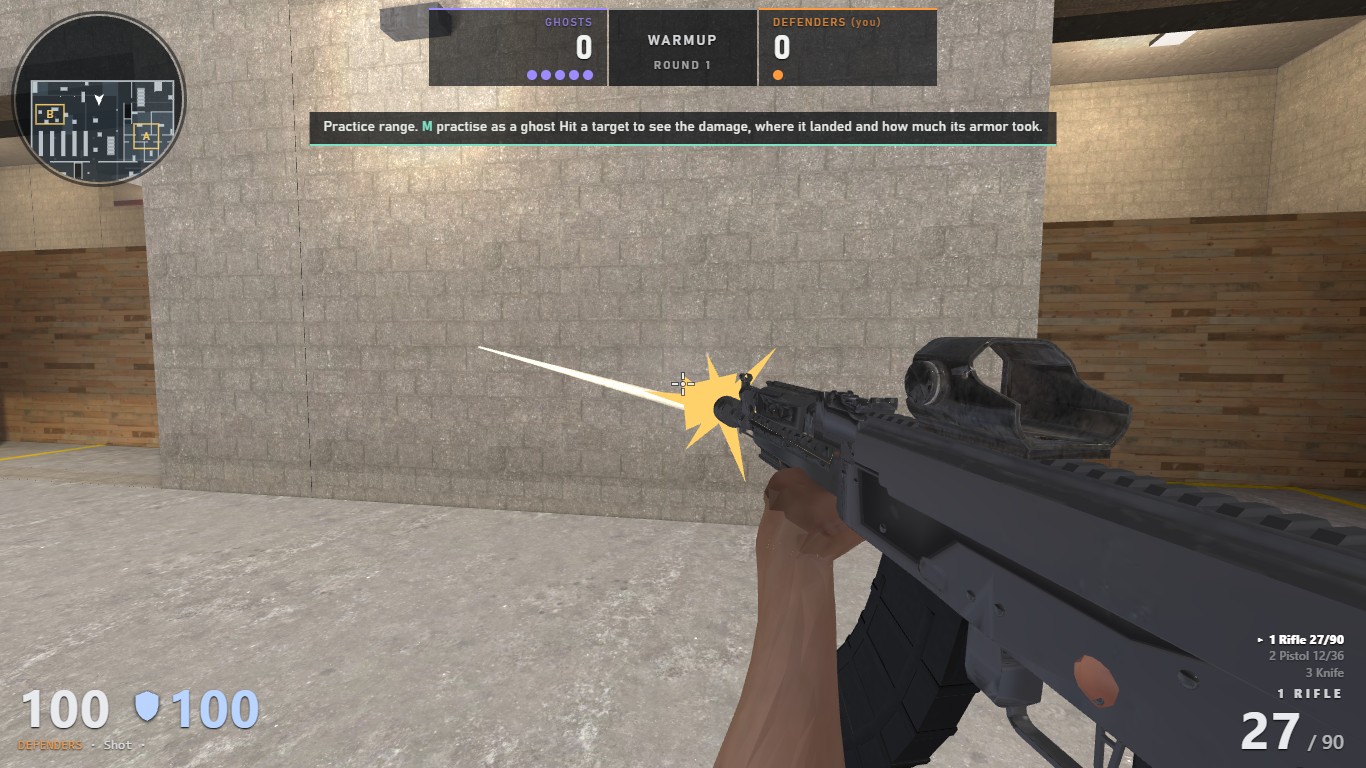 GHOSTS
0
WARMUP
ROUND 1
DEFENDERS (you)
0
B
A
Practice range. M practise as a ghost Hit a target to see the damage, where it landed and how much its armor took.
▸ 1 Rifle 27/90
2 Pistol 12/36
3 Knife
1 RIFLE
27 / 90
100 100
DEFENDERS · Shot ·